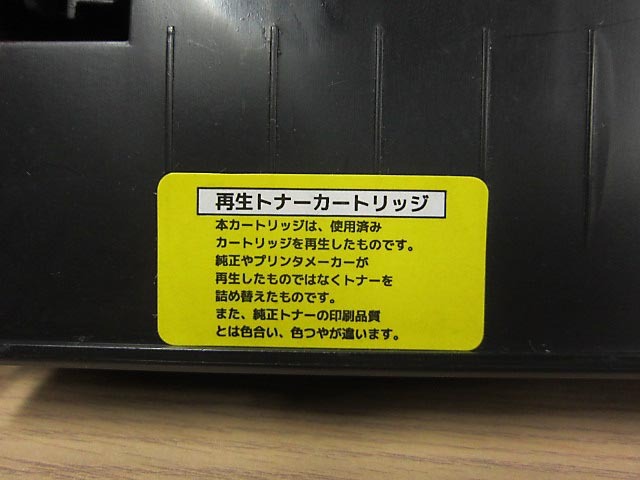 再生トナーカートリッジ
本カートリッジは、使用済み
カートリッジを再生したものです。
純正やプリンタメーカーが
再生したものではなくトナーを
詰め替えたものです。
また、純正トナーの印刷品質
とは色合い、色つやが違います。